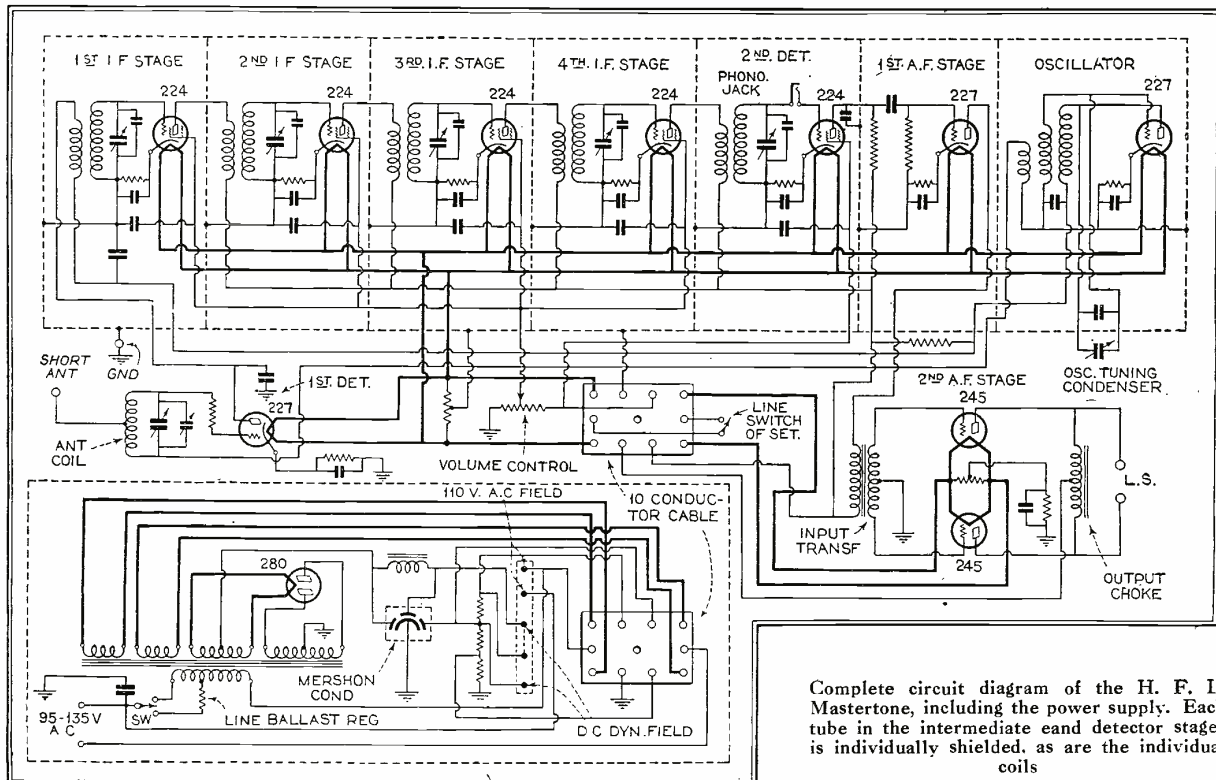 1ST I F STAGE
2ND I F STAGE
3RD. I.F. STAGE
4TH. I.F. STAGE
2ND. DET.
1ST. A.F. STAGE
OSCILLATOR
PHONO.
JACK
224
224
224
224
224
227
227
SHORT
ANT
GND
1ST. DET.
227
ANT
COIL
VOLUME CONTROL
LINE
SWITCH
OF SET.
2ND A.F. STAGE
245
OSC. TUNING
CONDENSER
L.S.
INPUT
TRANSF
245
OUTPUT
CHOKE
110 V. A.C FIELD
10 CONDUC-
TOR CABLE
280
MERSHON
COND
95-135 V
A C
SW
LINE BALLAST REG
D.C DYN. FIELD
Complete circuit diagram of the H. F. L
Mastertone, including the power supply. Eac
tube in the intermediate eand detector stage
is individually shielded, as are the individua
coils